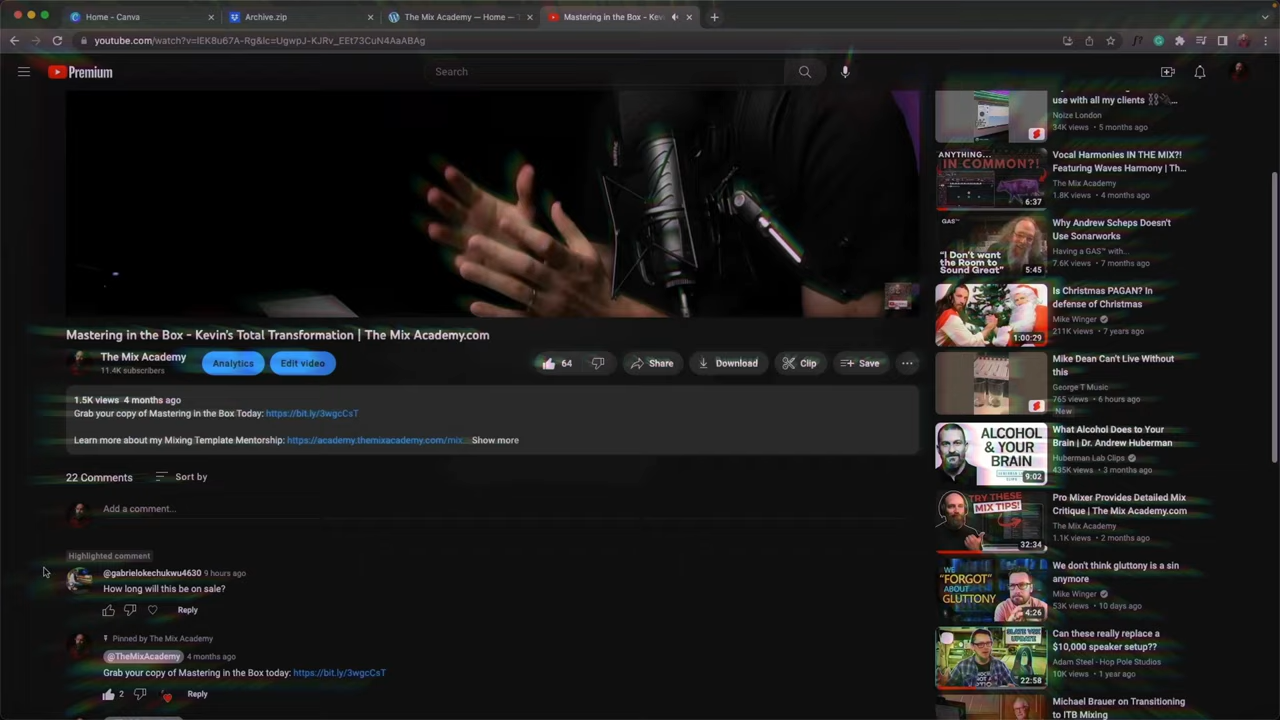 Home - Canva
Archive.zip
The Mix Academy — Home —
Mastering in the Box - Kev
youtube.com/watch?v=IEK8u67A-Rg&lc=UgwpJ-KJRv_EEt73CuN4AaABAg
Premium
Search
use with all my clients
Noize London
34K views • 5 months ago
ANYTHING...
IN COMMON?!
6:37
Vocal Harmonies IN THE MIX?!
Featuring Waves Harmony | Th...
The Mix Academy
1.8K views • 4 months ago
GAS™
"I Don't want
the Room to
Sound Great"
5:45
Why Andrew Scheps Doesn't
Use Sonarworks
Having a GAS™ with...
7.6K views • 7 months ago
1:00:29
Is Christmas PAGAN? In
defense of Christmas
Mike Winger
211K views • 7 years ago
Mastering in the Box - Kevin's Total Transformation | The Mix Academy.com
The Mix Academy
11.4K subscribers
Analytics
Edit video
64
Share
Download
Clip
Save
Mike Dean Can't Live Without
this
George T Music
765 views • 6 hours ago
New
1.5K views 4 months ago
Grab your copy of Mastering in the Box Today: https://bit.ly/3wgcCsT
Learn more about my Mixing Template Mentorship: https://academy.themixacademy.com/mix... Show more
ALCOHOL
& YOUR
BRAIN
9:02
What Alcohol Does to Your
Brain | Dr. Andrew Huberman
Huberman Lab Clips
435K views • 3 months ago
22 Comments
Sort by
Add a comment...
TRY THESE
MIX TIPS!
32:34
Pro Mixer Provides Detailed Mix
Critique | The Mix Academy.com
The Mix Academy
1.1K views • 2 months ago
Highlighted comment
@gabrielokechukwu4630 9 hours ago
How long will this be on sale?
Reply
WE
"FORGOT"
ABOUT
GLUTTONY
4:26
We don't think gluttony is a sin
anymore
Mike Winger
53K views • 10 days ago
Pinned by The Mix Academy
@TheMixAcademy 4 months ago
Grab your copy of Mastering in the Box today: https://bit.ly/3wgcCsT
2
Reply
SLATE VSX
UPDATE
22:58
Can these really replace a
$10,000 speaker setup??
Adam Steel - Hop Pole Studios
10K views • 1 year ago
Michael Brauer on Transitioning
to ITB Mixing